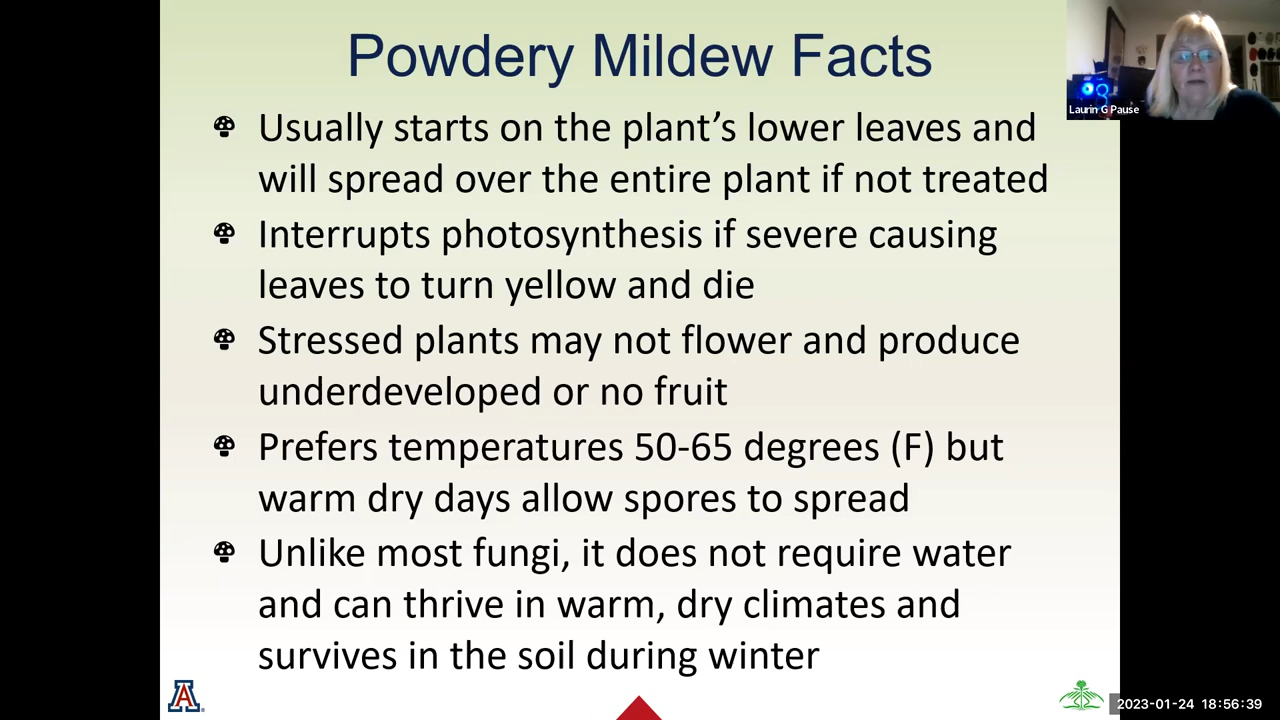 Powdery Mildew Facts
Laurin G Pause
Usually starts on the plant’s lower leaves and
will spread over the entire plant if not treated
Interrupts photosynthesis if severe causing
leaves to turn yellow and die
Stressed plants may not flower and produce
underdeveloped or no fruit
Prefers temperatures 50-65 degrees (F) but
warm dry days allow spores to spread
Unlike most fungi, it does not require water
and can thrive in warm, dry climates and
survives in the soil during winter
A
2023-01-24 18:56:39